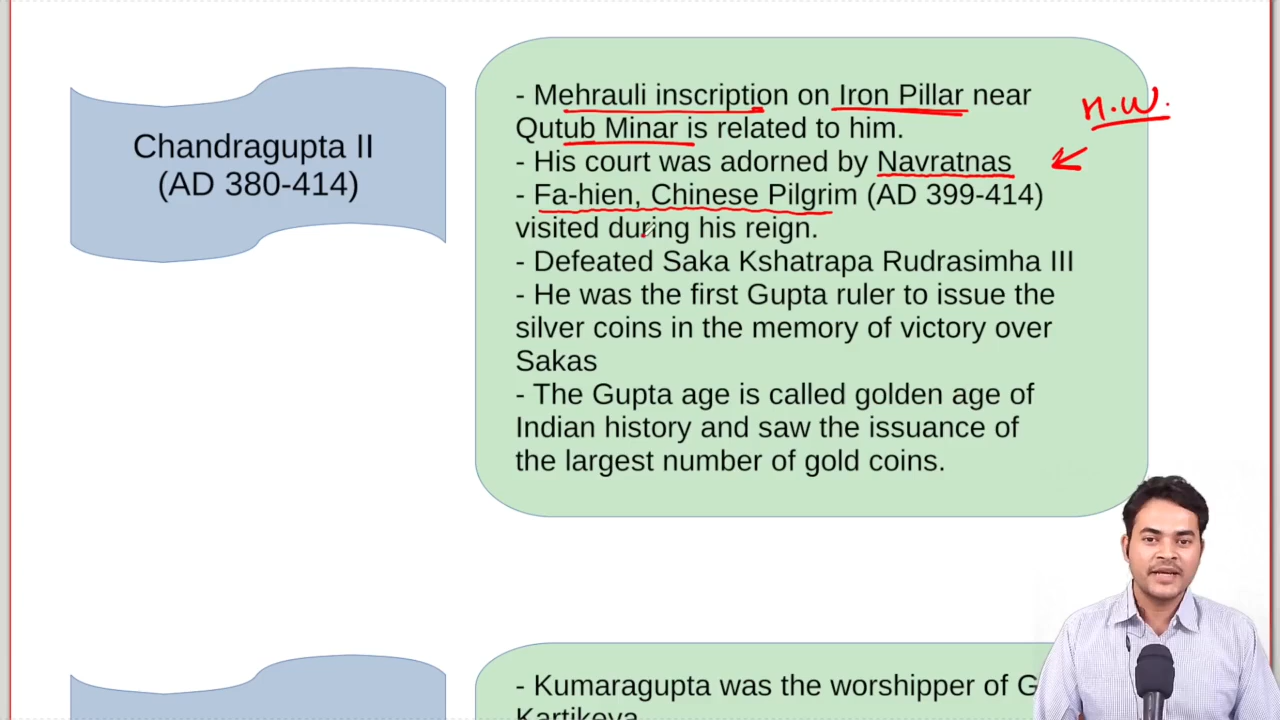 Chandragupta II
(AD 380-414)
- Mehrauli inscription on Iron Pillar near
Qutub Minar is related to him.
- His court was adorned by Navratnas
H.W.
- Fa-hien, Chinese Pilgrim (AD 399-414)
visited during his reign.
- Defeated Saka Kshatrapa Rudrasimha III
- He was the first Gupta ruler to issue the
silver coins in the memory of victory over
Sakas
- The Gupta age is called golden age of
Indian history and saw the issuance of
the largest number of gold coins.
- Kumaragupta was the worshipper of G
Kartikeya